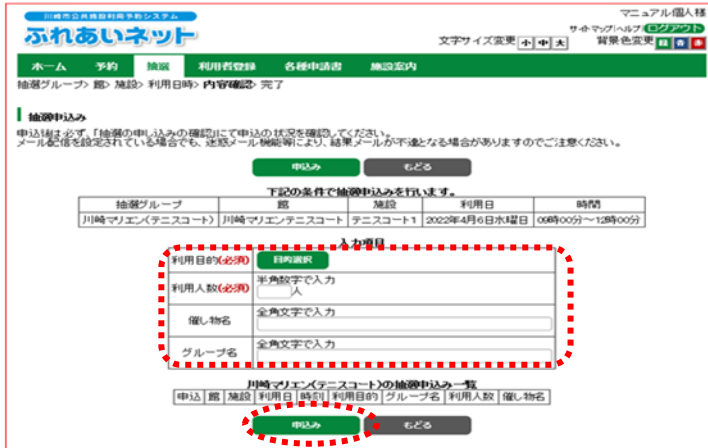 川崎市公共施設利用予約システム
ふれあいネット
マニュアル個人様
サイトマップ ヘルプ ログアウト
文字サイズ変更 小 中 大 背景色変更 緑 青 赤
ホーム 予約 抽選 利用者登録 各種申請書 施設案内
抽選グループ> 館> 施設> 利用日時> 内容確認> 完了
抽選申込み
申込後は必ず、「抽選の申し込みの確認」にて申込の状況を確認してください。
メール配信を設定されている場合でも、迷惑メール機能等により、結果メールが不達となる場合がありますのでご注意ください。
申込み もどる
下記の条件で抽選申込みを行います。
抽選グループ 館 施設 利用日 時間
川崎マリエン(テニスコート) 川崎マリエンテニスコート テニスコート1 2022年4月6日水曜日 09時00分~12時00分
入力項目
利用目的(必須) 目的選択
利用人数(必須) 半角数字で入力
人
催し物名 全角文字で入力
グループ名 全角文字で入力
川崎マリエン(テニスコート)の抽選申込み一覧
申込 館 施設 利用日 時刻 利用目的 グループ名 利用人数 催し物名
申込み もどる